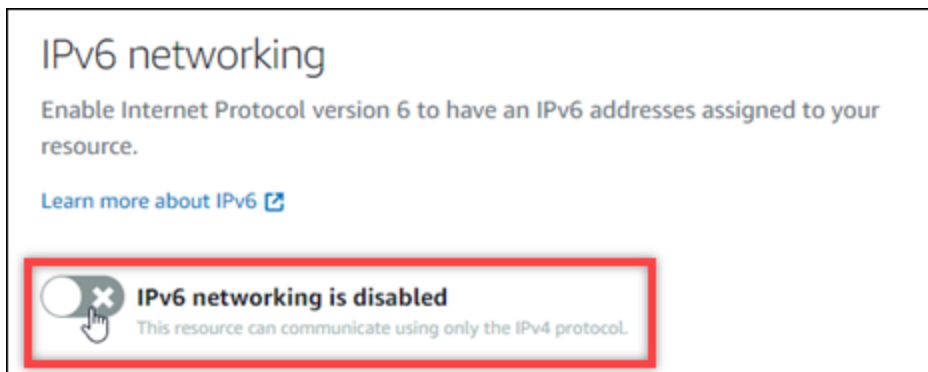 IPv6 networking
Enable Internet Protocol version 6 to have an IPv6 addresses assigned to your
resource.
Learn more about IPv6
IPv6 networking is disabled
This resource can communicate using only the IPv4 protocol.